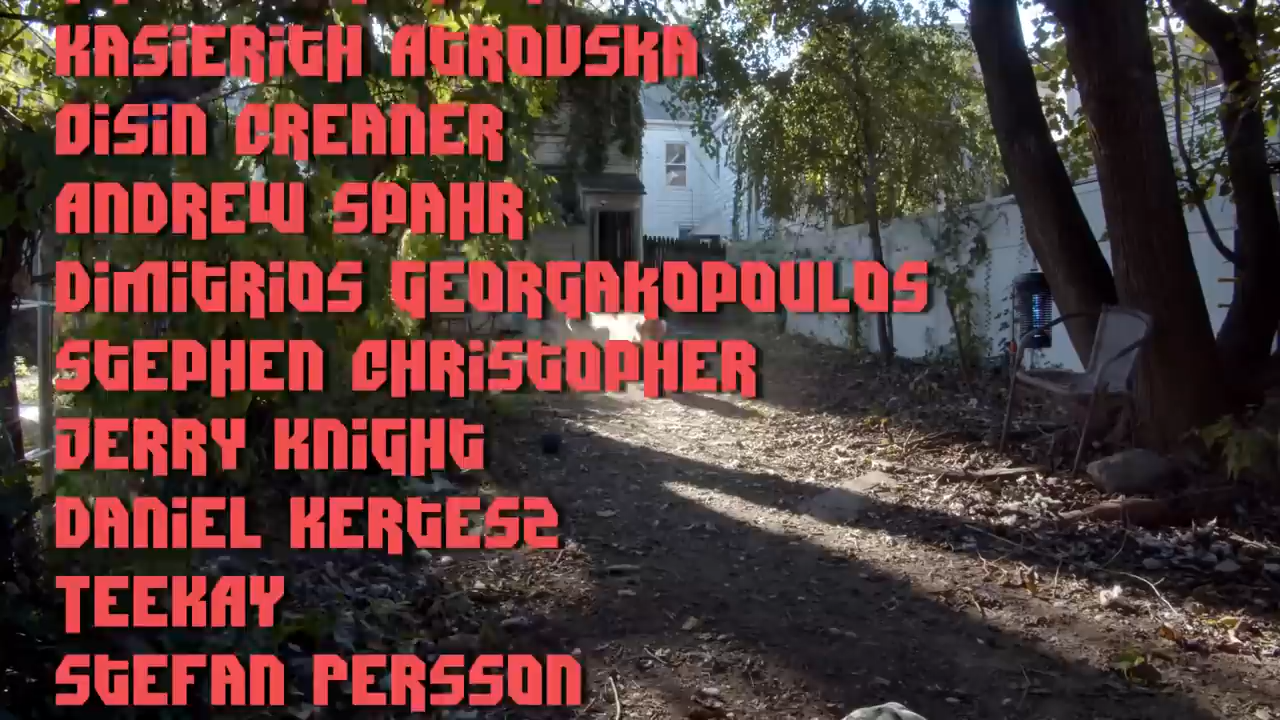 KASIERITH ATROVSKA
OISIN CREANER
ANDREW SPAHR
DIMITRIOS GEORGAKOPOULOS
STEPHEN CHRISTOPHER
JERRY KNIGHT
DANIEL KERTESZ
TEEKAY
STEFAN PERSSON